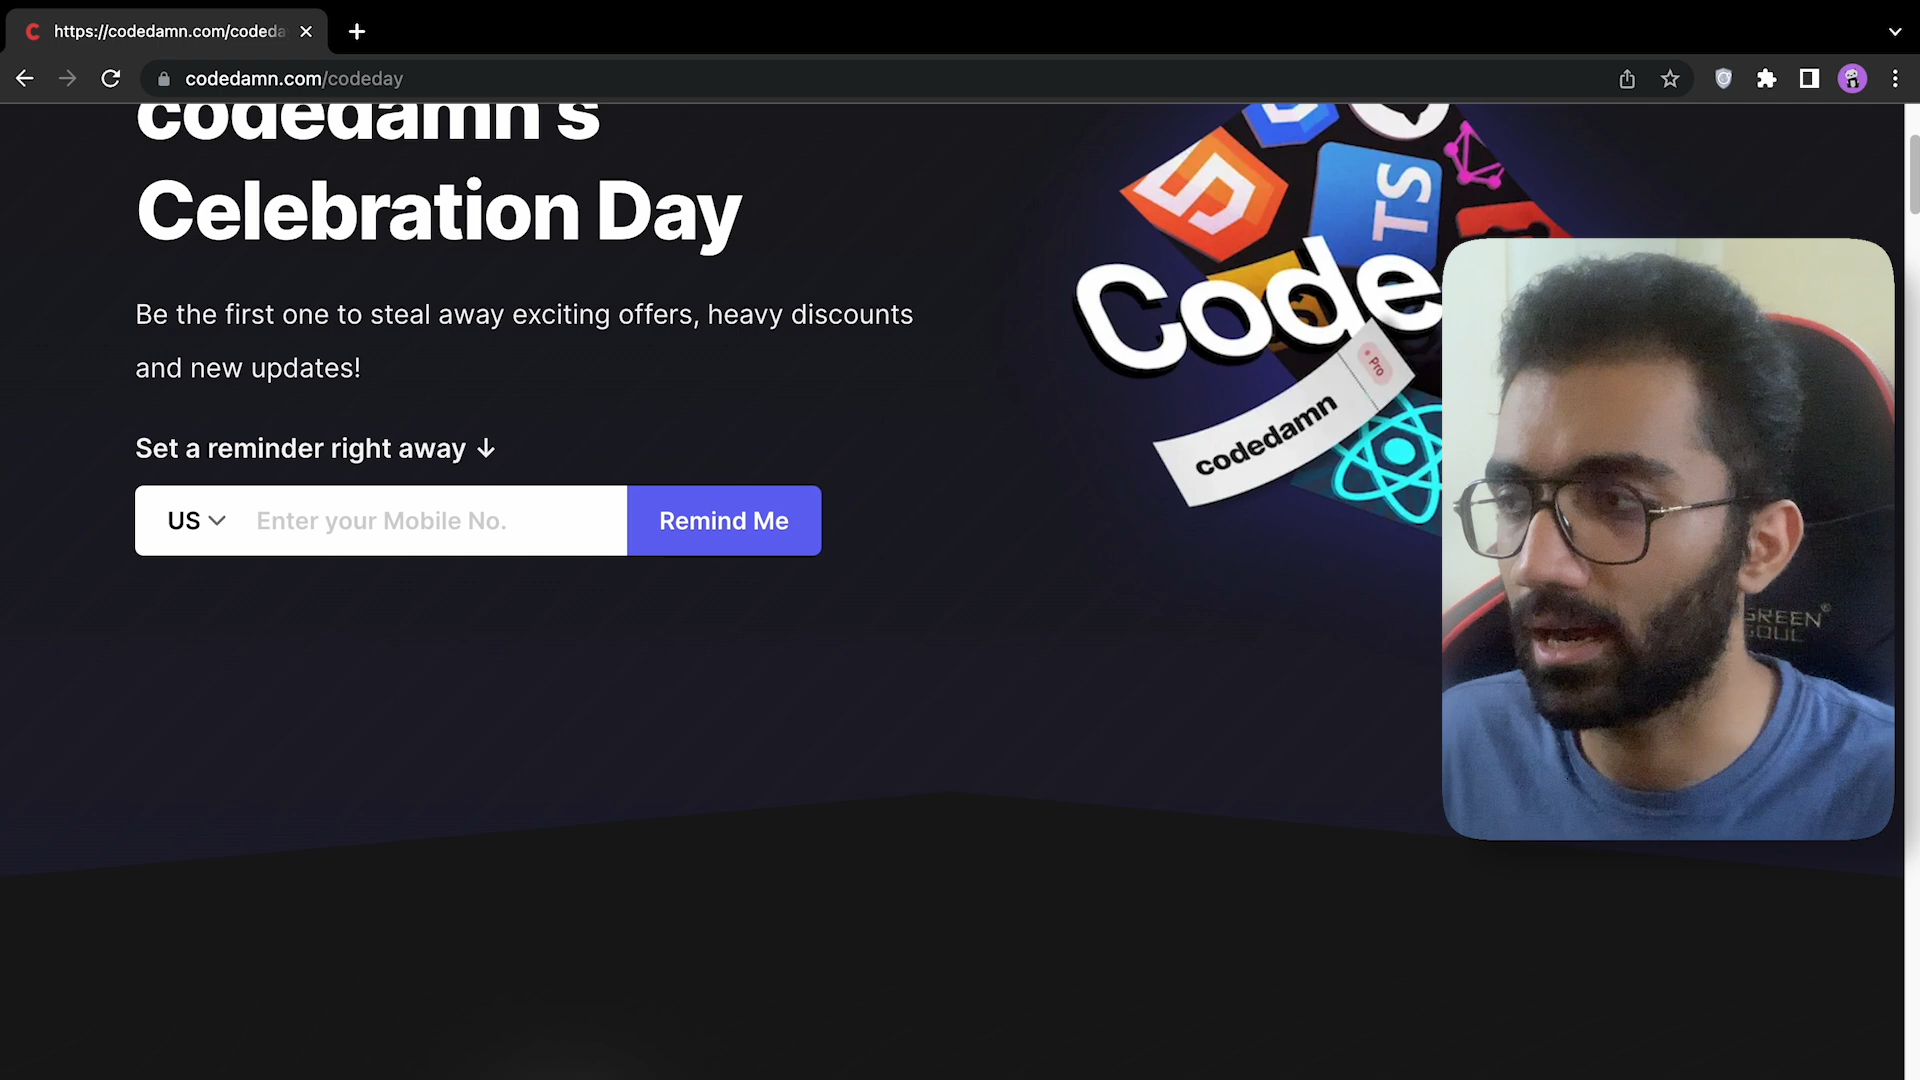 https://codedamn.com/codeda
codedamn.com/codeday
codedamn's
Celebration Day
Be the first one to steal away exciting offers, heavy discounts
and new updates!
Set a reminder right away ↓
US
Enter your Mobile No.
Remind Me
TS
Code
Pro
codedamn
GREEN
SOUL